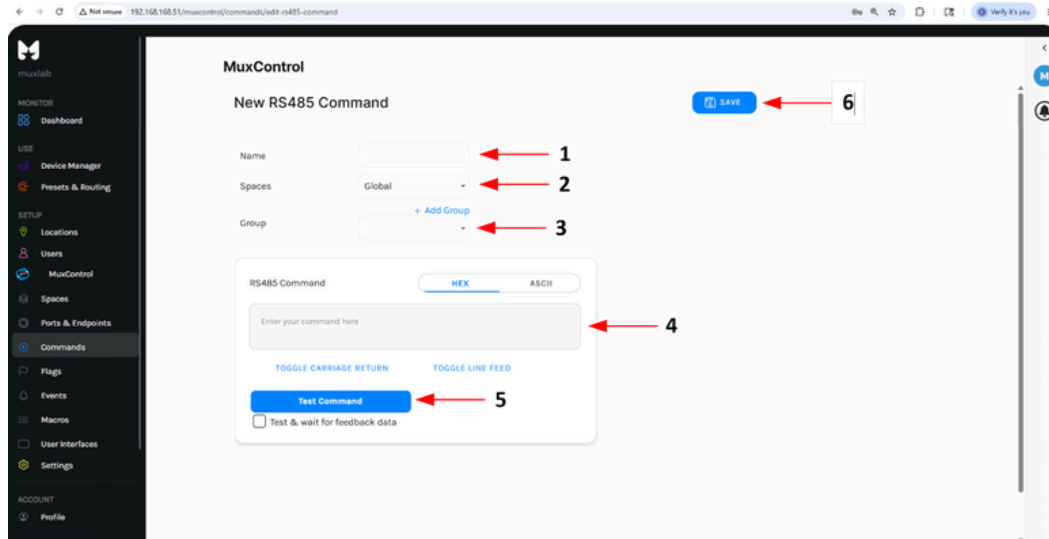 Not secure 192.168.168.51/muxcontrol/commands/edit-rs485-command
Verify it's you
muxlab
MONITOR
Dashboard
USE
Device Manager
Presets & Routing
SETUP
Locations
Users
MuxControl
Spaces
Ports & Endpoints
Commands
Flags
Events
Macros
User Interfaces
Settings
ACCOUNT
Profile
MuxControl
New RS485 Command
SAVE
6
Name
1
Spaces Global
2
+ Add Group
Group
3
RS485 Command HEX ASCII
Enter your command here
4
TOGGLE CARRIAGE RETURN TOGGLE LINE FEED
Test Command
5
Test & wait for feedback data
M